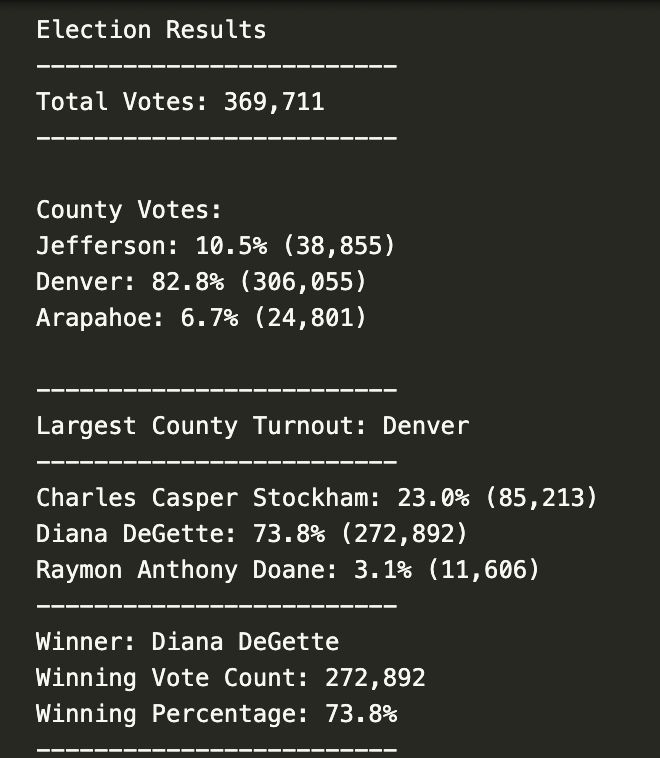 Election Results
-------------------------
Total Votes: 369,711
-------------------------
County Votes:
Jefferson: 10.5% (38,855)
Denver: 82.8% (306,055)
Arapahoe: 6.7% (24,801)
-------------------------
Largest County Turnout: Denver
-------------------------
Charles Casper Stockham: 23.0% (85,213)
Diana DeGette: 73.8% (272,892)
Raymon Anthony Doane: 3.1% (11,606)
-------------------------
Winner: Diana DeGette
Winning Vote Count: 272,892
Winning Percentage: 73.8%
-------------------------